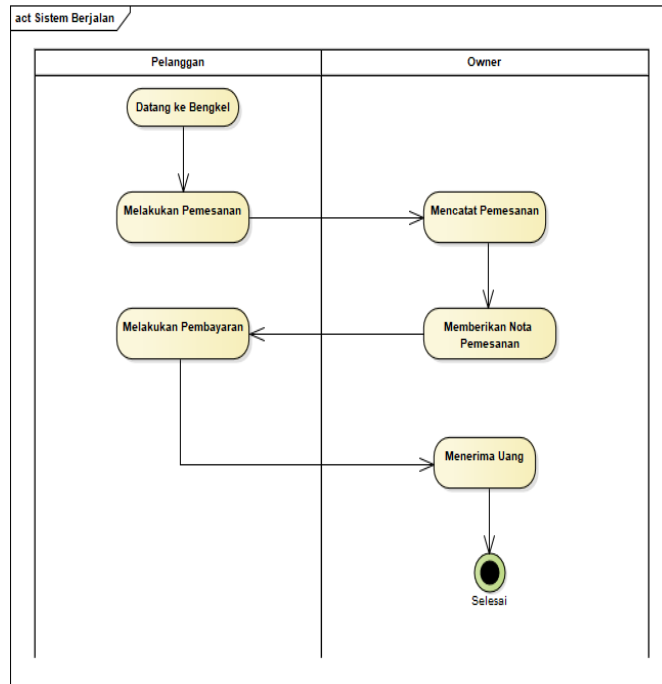 act Sistem Berjalan
Pelanggan
Owner
Datang ke Bengkel
Melakukan Pemesanan
Mencatat Pemesanan
Melakukan Pembayaran
Memberikan Nota
Pemesanan
Menerima Uang
Selesai